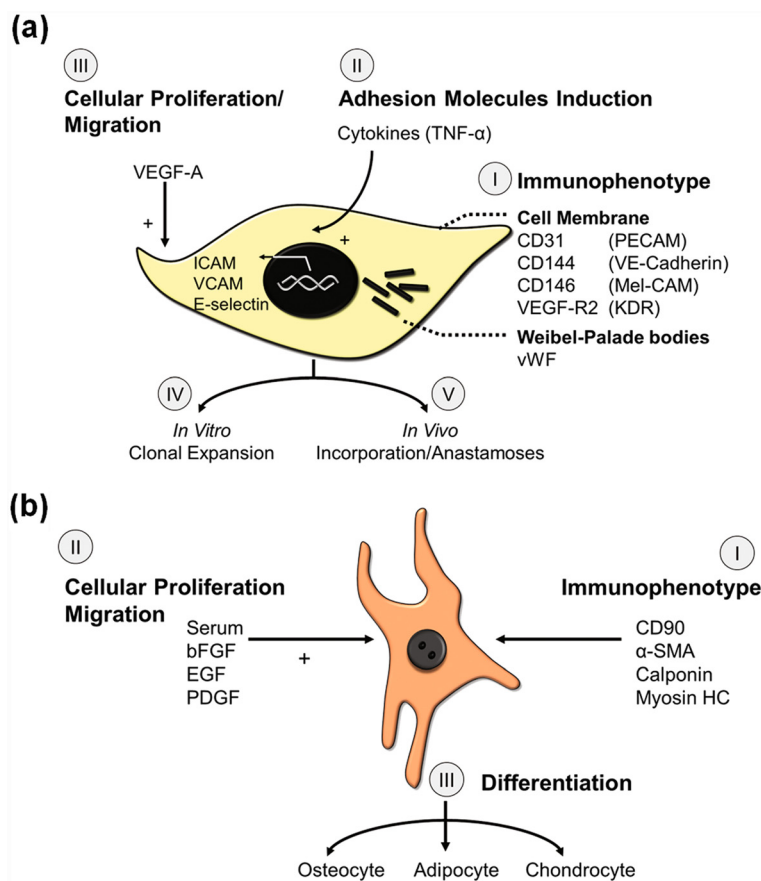 (a)
III
Cellular Proliferation/
Migration
VEGF-A
+
II
Adhesion Molecules Induction
Cytokines (TNF-α)
+
ICAM
VCAM
E-selectin
I Immunophenotype
Cell Membrane
CD31 (PECAM)
CD144 (VE-Cadherin)
CD146 (Mel-CAM)
VEGF-R2 (KDR)
Weibel-Palade bodies
vWF
IV
In Vitro
Clonal Expansion
V
In Vivo
Incorporation/Anastamoses
(b)
II
Cellular Proliferation
Migration
Serum
bFGF
EGF
PDGF
+
I
Immunophenotype
CD90
α-SMA
Calponin
Myosin HC
III Differentiation
Osteocyte Adipocyte Chondrocyte